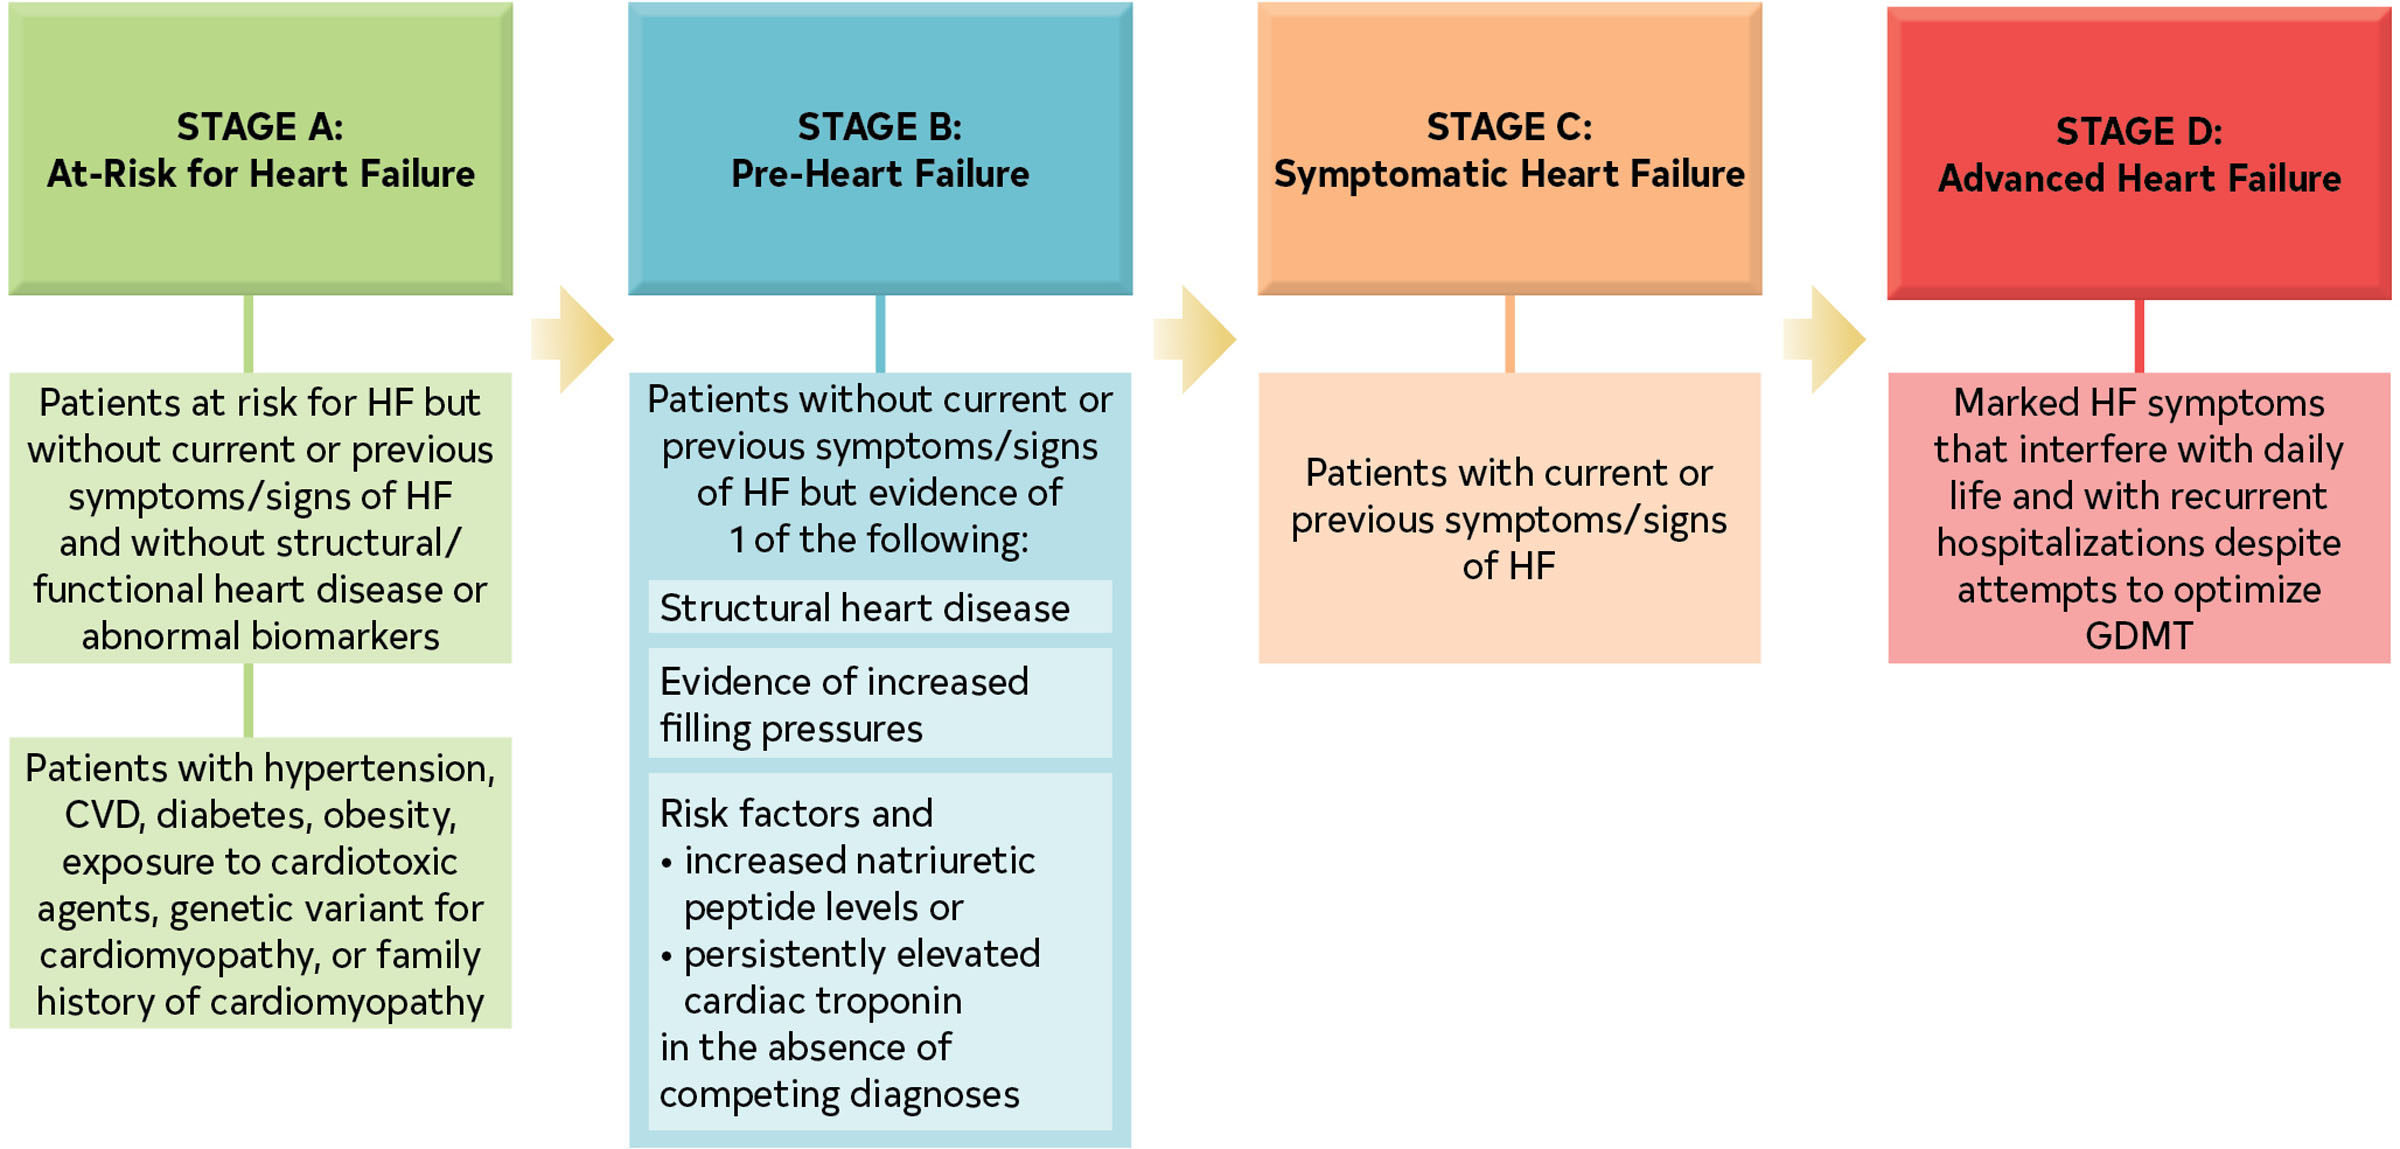 STAGE A:
At-Risk for Heart Failure
Patients at risk for HF but
without current or previous
symptoms/signs of HF
and without structural/
functional heart disease or
abnormal biomarkers
Patients with hypertension,
CVD, diabetes, obesity,
exposure to cardiotoxic
agents, genetic variant for
cardiomyopathy, or family
history of cardiomyopathy
STAGE B:
Pre-Heart Failure
Patients without current or
previous symptoms/signs
of HF but evidence of
1 of the following:
Structural heart disease
Evidence of increased
filling pressures
Risk factors and
• increased natriuretic
peptide levels or
• persistently elevated
cardiac troponin
in the absence of
competing diagnoses
STAGE C:
Symptomatic Heart Failure
Patients with current or
previous symptoms/signs
of HF
STAGE D:
Advanced Heart Failure
Marked HF symptoms
that interfere with daily
life and with recurrent
hospitalizations despite
attempts to optimize
GDMT